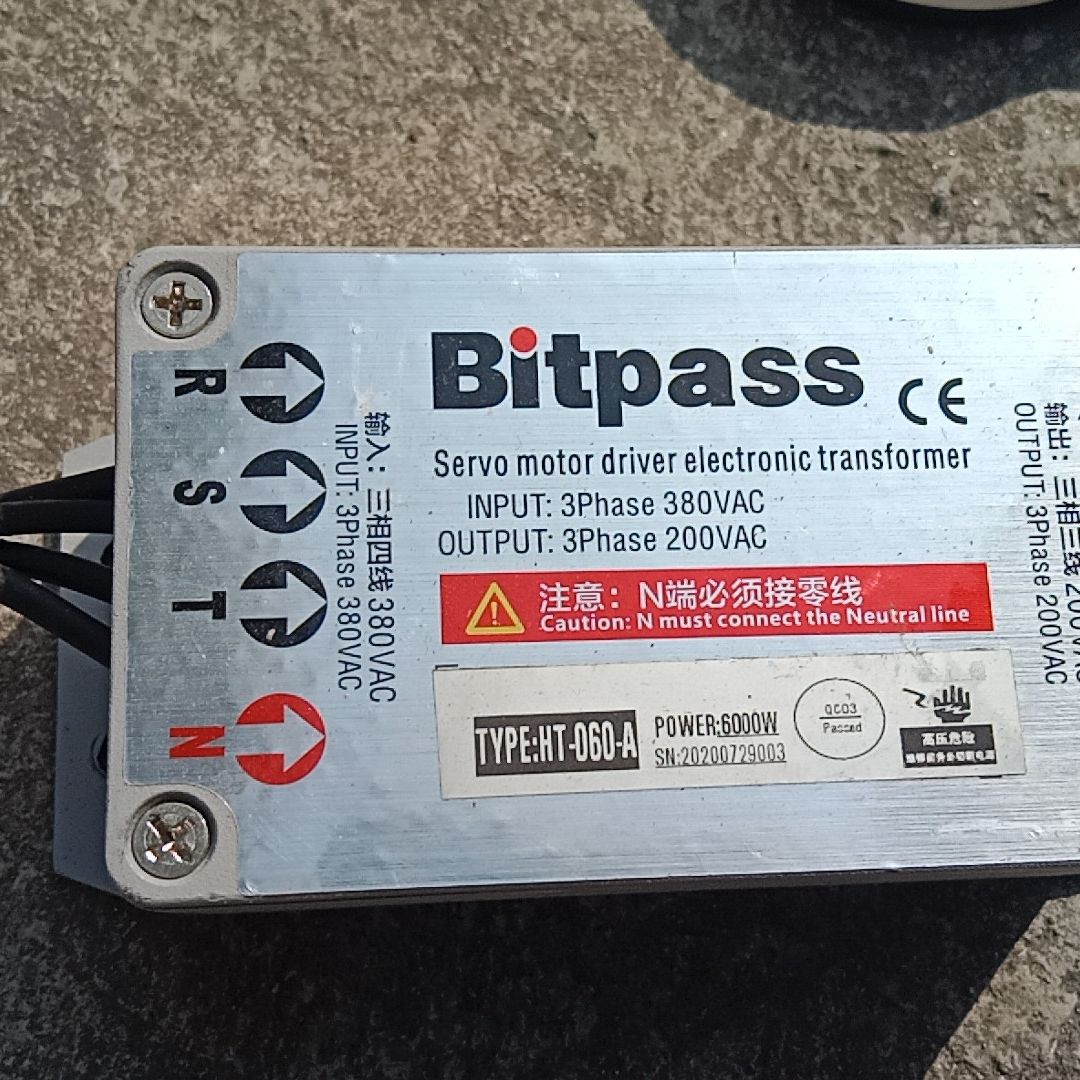 R
S
T
N
输入：三相四线 380VAC
INPUT: 3Phase 380VAC
Bitpass
CE
Servo motor driver electronic transformer
INPUT: 3Phase 380VAC
OUTPUT: 3Phase 200VAC
注意：N端必须接零线
Caution: N must connect the Neutral line
TYPE:HT-060-A
POWER:6000W
SN:20200729003
QC03
Passed
高压危险
输出：三相三线 200VAC
OUTPUT: 3Phase 200VAC